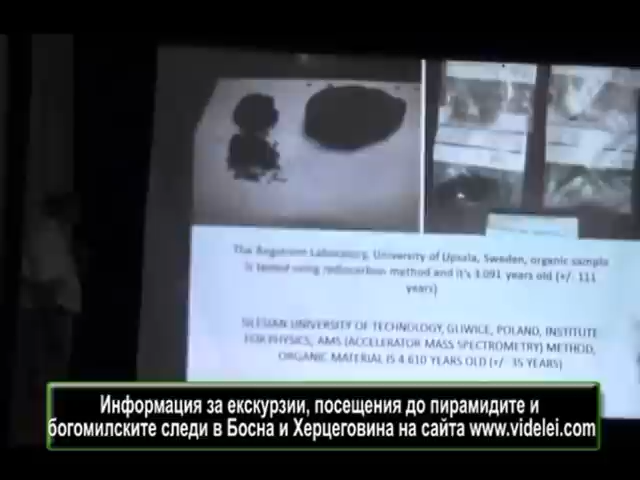 The Angstrom Laboratory, University of Upsala, Sweden, organic sample
is tested using radiocarbon method and it's 3.091 years old (+/- 111
years)
SILESIAN UNIVERSITY OF TECHNOLOGY, GLIWICE, POLAND, INSTITUTE
FOR PHYSICS, AMS (ACCELERATOR MASS SPECTROMETRY) METHOD,
ORGANIC MATERIAL IS 4.610 YEARS OLD (+/- 35 YEARS)
Информация за екскурзии, посещения до пирамидите и
богомилските следи в Босна и Херцеговина на сайта www.videlei.com